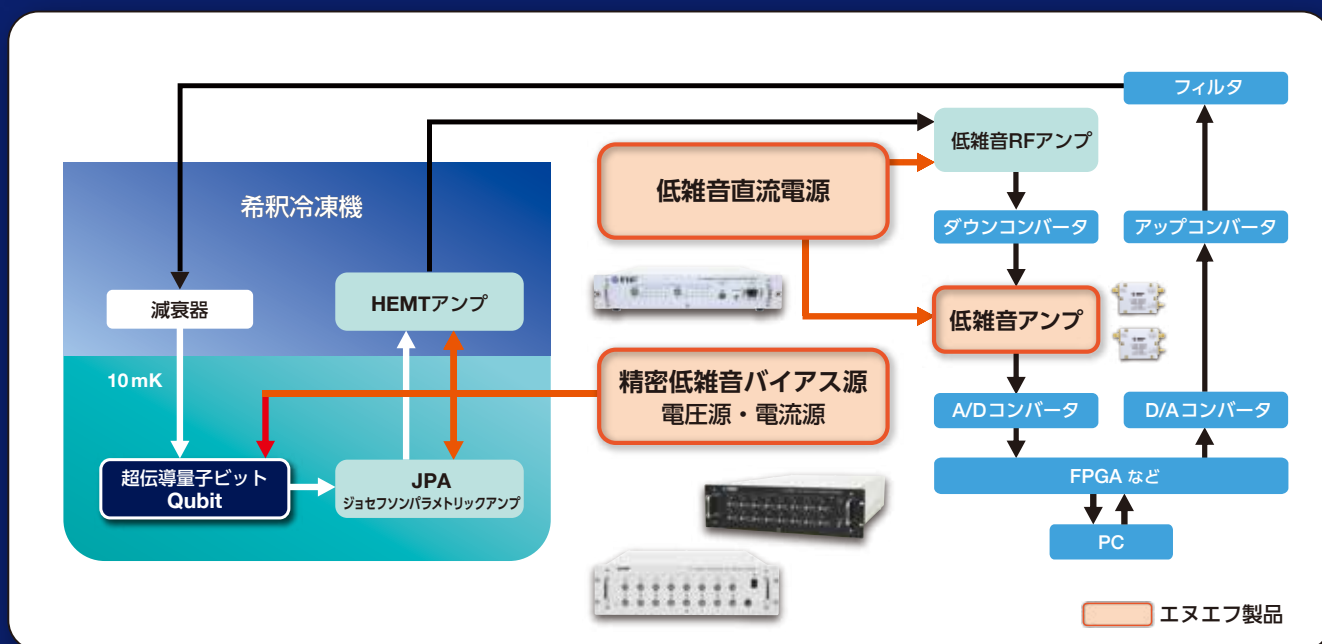 フィルタ
低雑音RFアンプ
低雑音直流電源
希釈冷凍機
ダウンコンバータ
アップコンバータ
減衰器
HEMTアンプ
低雑音アンプ
10mK
精密低雑音バイアス源
電圧源・電流源
A/Dコンバータ
D/Aコンバータ
超伝導量子ビット
Qubit
JPA
ジョセフソンパラメトリックアンプ
FPGA など
PC
エヌエフ製品